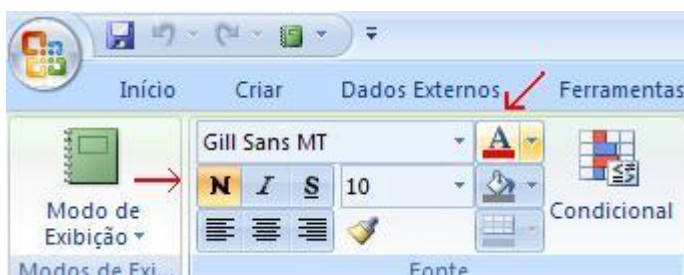 Início Criar Dados Externos Ferramentas
Gill Sans MT A
N I S 10
Modo de
Exibição
Condicional
Modos de Exi... Fonte